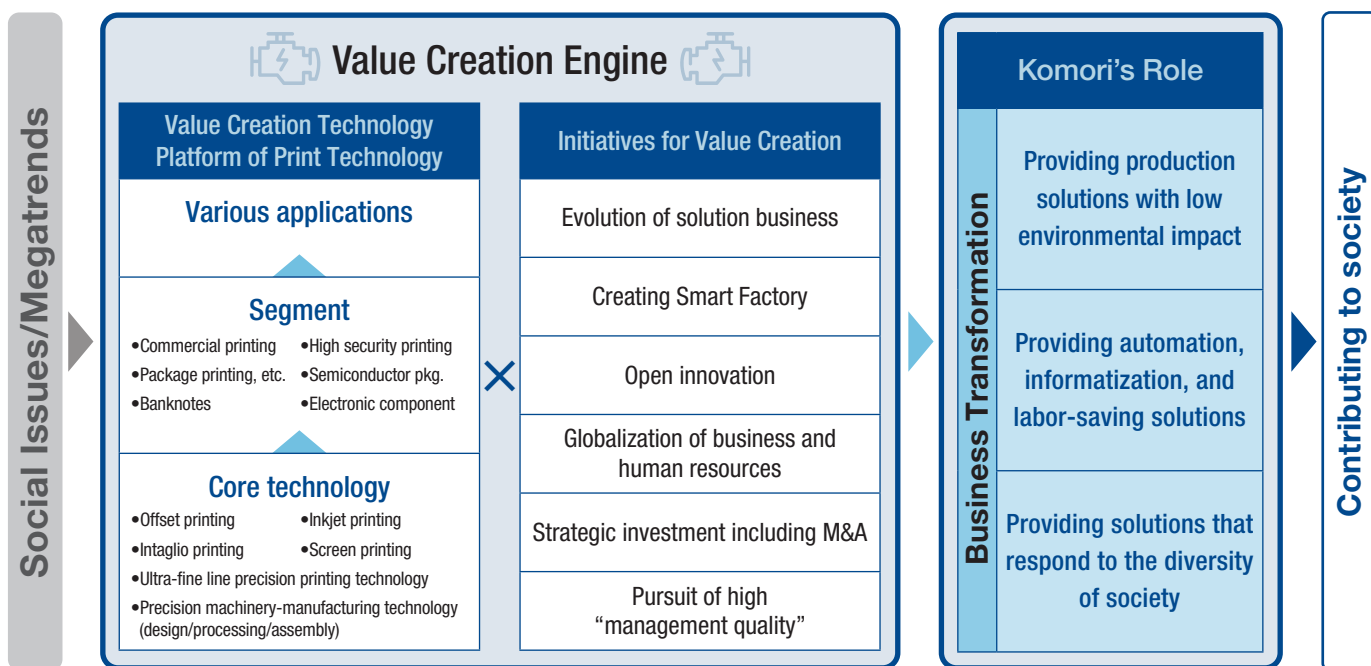 Social Issues/Megatrends
Value Creation Engine
Value Creation Technology
Platform of Print Technology
Various applications
Segment
•Commercial printing
•High security printing
•Package printing, etc.
•Semiconductor pkg.
•Banknotes
•Electronic component
Core technology
•Offset printing
•Inkjet printing
•Intaglio printing
•Screen printing
•Ultra-fine line precision printing technology
•Precision machinery-manufacturing technology
(design/processing/assembly)
×
Initiatives for Value Creation
Evolution of solution business
Creating Smart Factory
Open innovation
Globalization of business and
human resources
Strategic investment including M&A
Pursuit of high
“management quality”
Komori’s Role
Business Transformation
Providing production
solutions with low
environmental impact
Providing automation,
informatization, and
labor-saving solutions
Providing solutions that
respond to the diversity
of society
Contributing to society